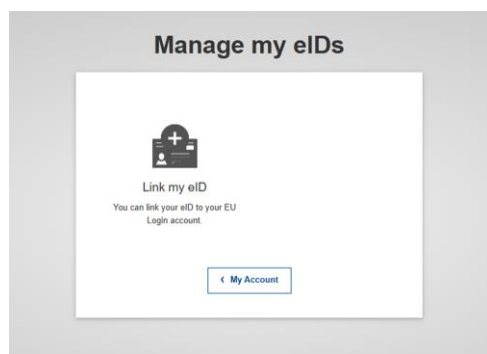 Manage my eIDs
Link my eID
You can link your eID to your EU
Login account.
‹ My Account